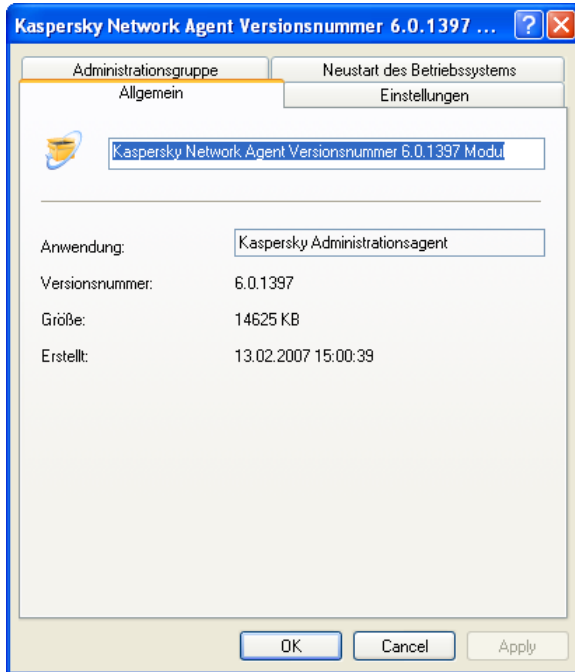 Kaspersky Network Agent Versionsnummer 6.0.1397 ...
Administrationsgruppe
Neustart des Betriebssystems
Allgemein
Einstellungen
Kaspersky Network Agent Versionsnummer 6.0.1397 Modul
Anwendung: Kaspersky Administrationsagent
Versionsnummer: 6.0.1397
Größe: 14625 KB
Erstellt: 13.02.2007 15:00:39
OK Cancel Apply